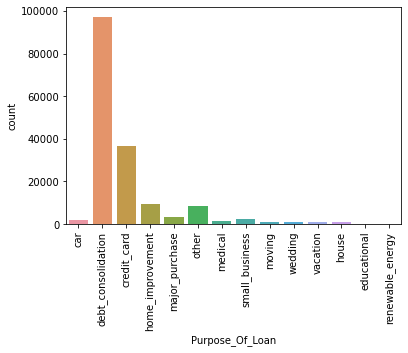 100000
80000
60000
40000
20000
0
count
car
debt_consolidation
credit_card
home_improvement
major_purchase
other
medical
small_business
moving
wedding
vacation
house
educational
renewable_energy
Purpose_Of_Loan